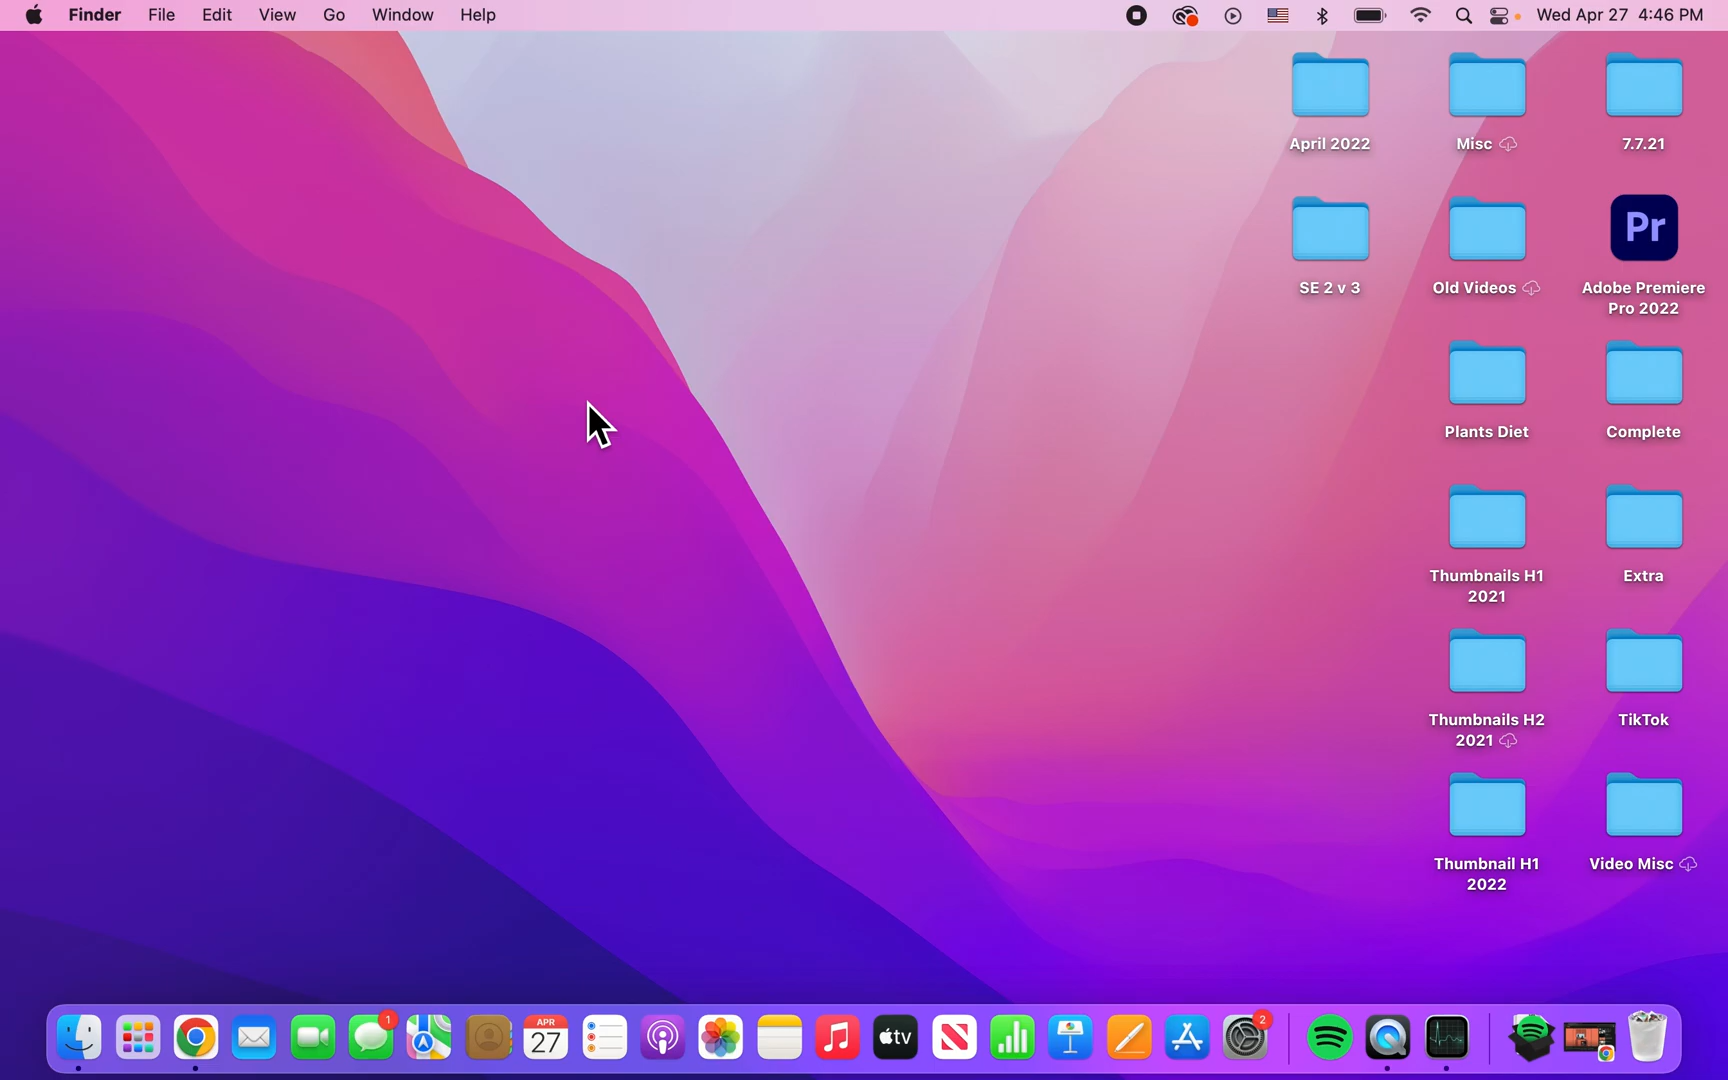 Finder File Edit View Go Window Help Wed Apr 27 4:46 PM
April 2022
Misc
7.7.21
SE 2 v 3
Old Videos
Adobe Premiere
Pro 2022
Pr
Plants Diet
Complete
Thumbnails H1
2021
Extra
Thumbnails H2
2021
TikTok
Thumbnail H1
2022
Video Misc
1
APR
27
tv
2